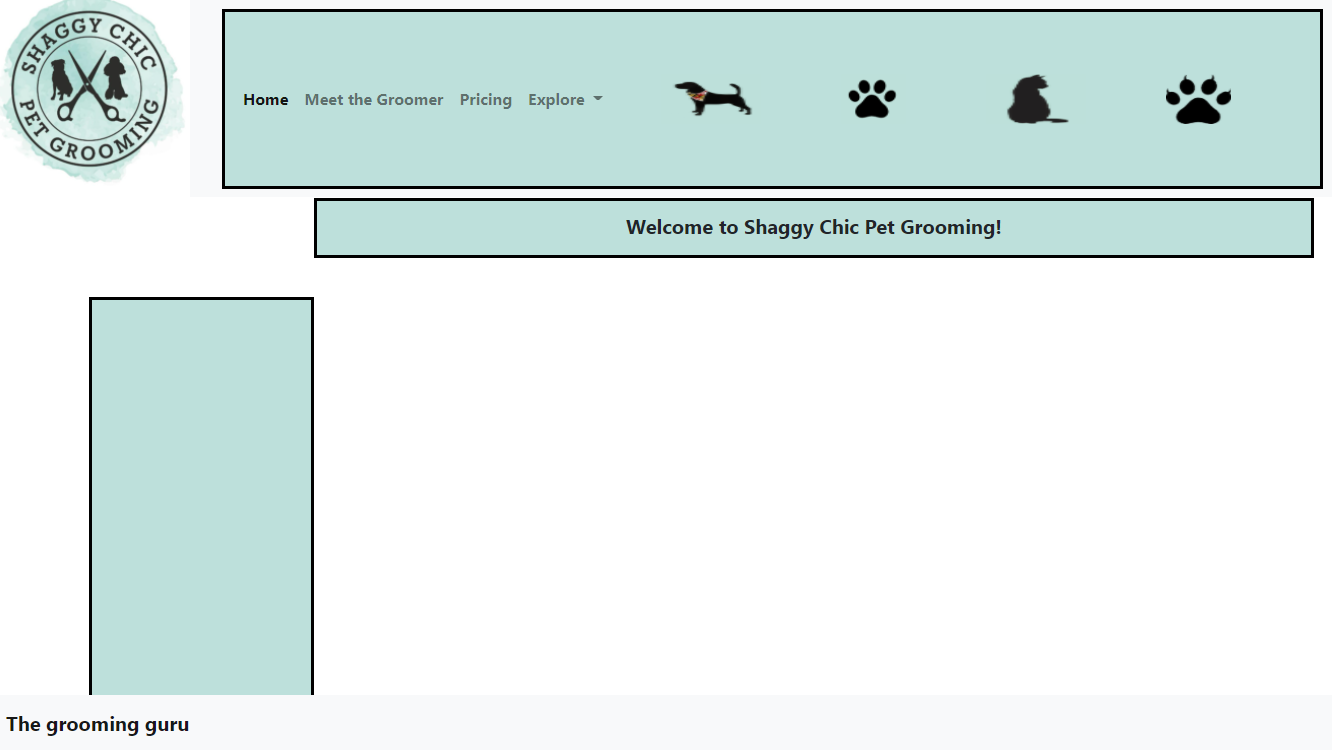 SHAGGY CHIC
PET GROOMING
Home Meet the Groomer Pricing Explore
Welcome to Shaggy Chic Pet Grooming!
The grooming guru